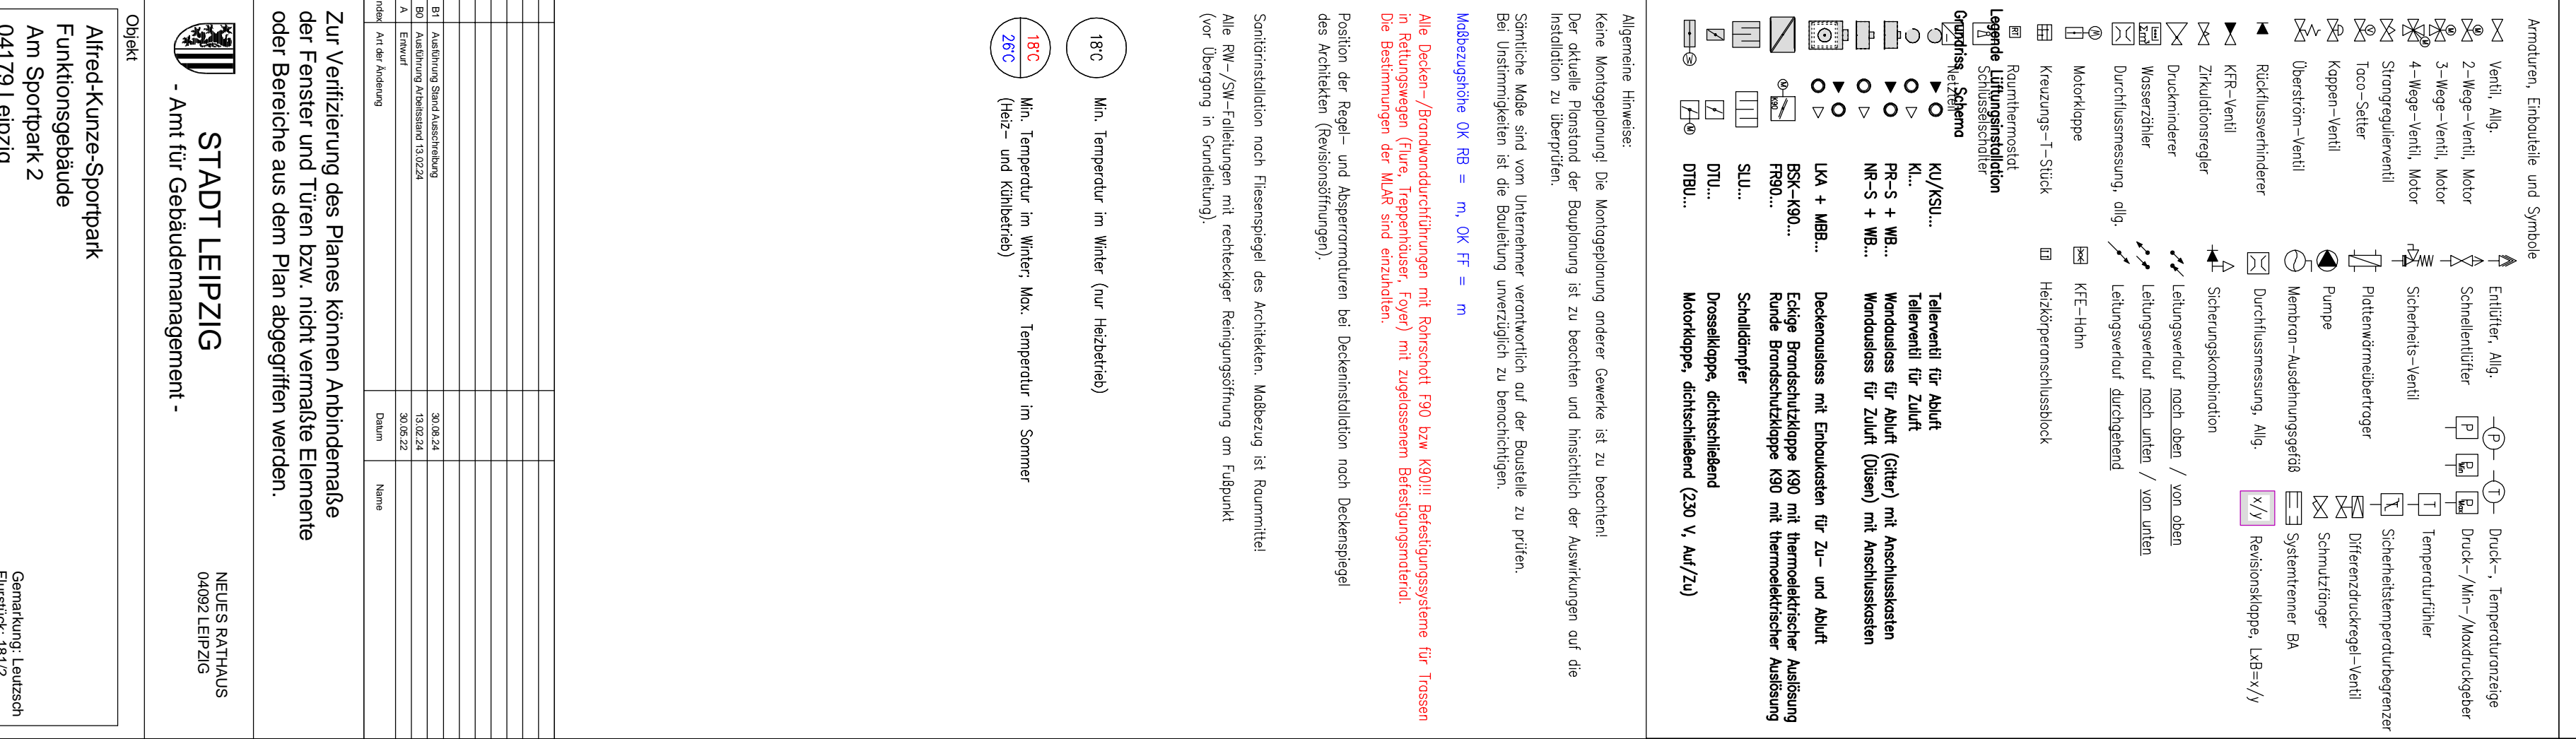 Armaturen, Einbauteile und Symbole
Ventil, Allg.
2-Wege-Ventil, Motor
3-Wege-Ventil, Motor
4-Wege-Ventil, Motor
Strangregulierventil
Taco-Setter
Kappen-Ventil
Überström-Ventil
Rückflussverhinderer
KFR-Ventil
Zirkulationsregler
Druckminderer
Wasserzähler
Durchflussmessung, allg.
Motorklappe
Kreuzungs-T-Stück
Raumthermostat
Schlüsselschalter
Netzteil
Entlüfter, Allg.
Schnellentlüfter
Sicherheits-Ventil
Plattenwärmeübertrager
Pumpe
Membran-Ausdehnungsgefäß
Durchflussmessung, Allg.
Sicherungskombination
Leitungsverlauf nach oben / von oben
Leitungsverlauf nach unten / von unten
Leitungsverlauf durchgehend
KFE-Hahn
Heizkörperanschlussblock
Druck-, Temperaturanzeige
Druck-/Min-/Maxdruckgeber
Temperaturfühler
Sicherheitstemperaturbegrenzer
Differenzdruckregel-Ventil
Schmutzfänger
Systemtrenner BA
x/y Revisionsklappe, LxB=x/y
Legende Lüftungsinstallation
Grundriss Schema
KU/KSU... Tellerventil für Abluft
KI... Tellerventil für Zuluft
PR-S + WB... Wandauslass für Abluft (Gitter) mit Anschlusskasten
NR-S + WB... Wandauslass für Zuluft (Düsen) mit Anschlusskasten
LKA + MBB... Deckenauslass mit Einbaukasten für Zu- und Abluft
BSK-K90... Eckige Brandschutzklappe K90 mit thermoelektrischer Auslösung
FR90... Runde Brandschutzklappe K90 mit thermoelektrischer Auslösung
SLU... Schalldämpfer
DTU... Drosselklappe, dichtschließend
DTBU... Motorklappe, dichtschließend (230 V, Auf/Zu)
Allgemeine Hinweise:
Keine Montageplanung! Die Montageplanung anderer Gewerke ist zu beachten!
Der aktuelle Planstand der Bauplanung ist zu beachten und hinsichtlich der Auswirkungen auf die
Installation zu überprüfen.
Sämtliche Maße sind vom Unternehmer verantwortlich auf der Baustelle zu prüfen.
Bei Unstimmigkeiten ist die Bauleitung unverzüglich zu benachichtigen.
Maßbezugshöhe OK RB = m, OK FF = m
Alle Decken-/Brandwanddurchführungen mit Rohrschott F90 bzw K90!!! Befestigungssysteme für Trassen
in Rettungswegen (Flure, Treppenhäuser, Foyer) mit zugelassenem Befestigungsmaterial.
Die Bestimmungen der MLAR sind einzuhalten.
Position der Regel- und Absperrarmaturen bei Deckeninstallation nach Deckenspiegel
des Architekten (Revisionsöffnungen).
Sanitärinstallation nach Fliesenspiegel des Architekten. Maßbezug ist Raummitte!
Alle RW-/SW-Falleitungen mit rechteckiger Reinigungsöffnung am Fußpunkt
(vor Übergang in Grundleitung).
18°C Min. Temperatur im Winter (nur Heizbetrieb)
18°C Min. Temperatur im Winter; Max. Temperatur im Sommer
26°C (Heiz- und Kühlbetrieb)
B1 Ausführung Stand Ausschreibung 30.08.24
B0 Ausführung Arbeitsstand 13.02.24 13.02.24
A Entwurf 30.05.22
Index Art der Änderung Datum Name
Zur Verifizierung des Planes können Anbindemaße
der Fenster und Türen bzw. nicht vermaßte Elemente
oder Bereiche aus dem Plan abgegriffen werden.
STADT LEIPZIG
- Amt für Gebäudemanagement -
NEUES RATHAUS
04092 LEIPZIG
Objekt
Alfred-Kunze-Sportpark
Funktionsgebäude
Am Sportpark 2
04179 Leipzig
Gemarkung: Leutzsch
Flurstück: 181/2